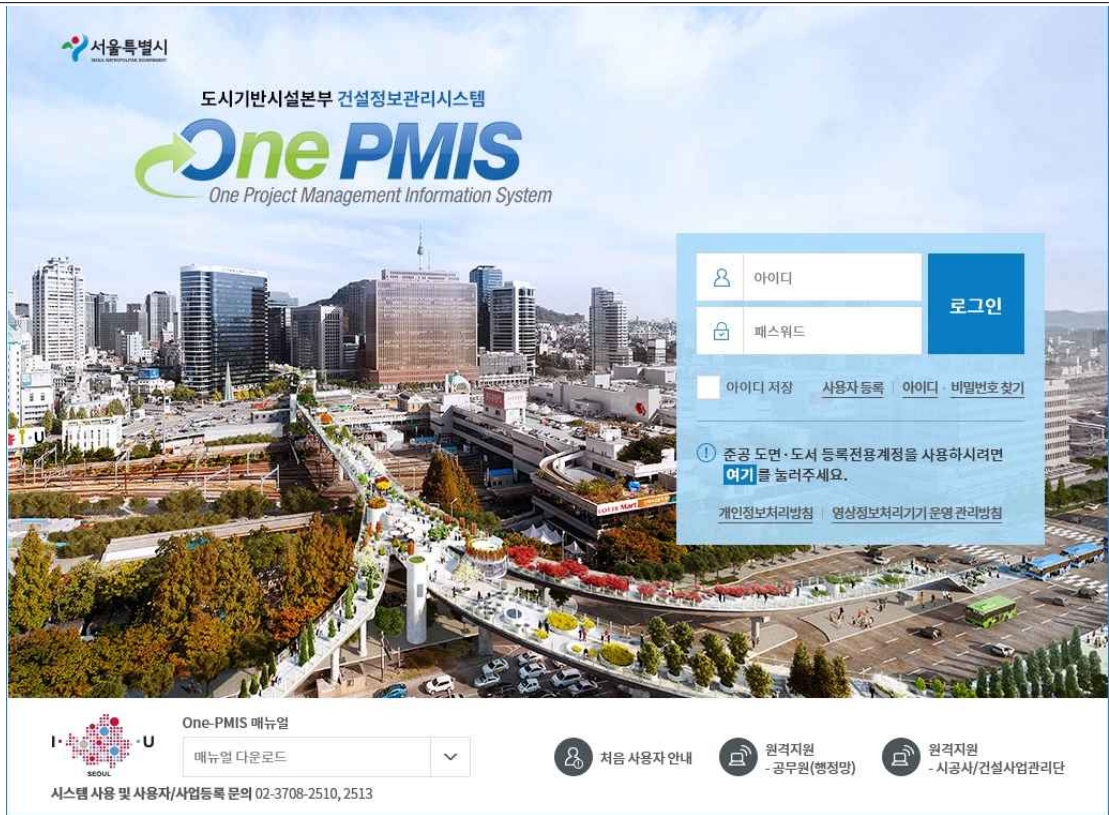 서울특별시
SEOUL METROPOLITAN GOVERNMENT
도시기반시설본부 건설정보관리시스템
One PMIS
One Project Management Information System
아이디
패스워드
로그인
아이디 저장 사용자 등록 아이디 · 비밀번호 찾기
준공 도면·도서 등록전용계정을 사용하시려면
여기 를 눌러주세요.
개인정보처리방침 영상정보처리기기 운영 관리방침
LOTTE Mart
I · · U
SEOUL
One-PMIS 매뉴얼
매뉴얼 다운로드
처음 사용자 안내
원격지원
- 공무원(행정망)
원격지원
- 시공사/건설사업관리단
시스템 사용 및 사용자/사업등록 문의 02-3708-2510, 2513